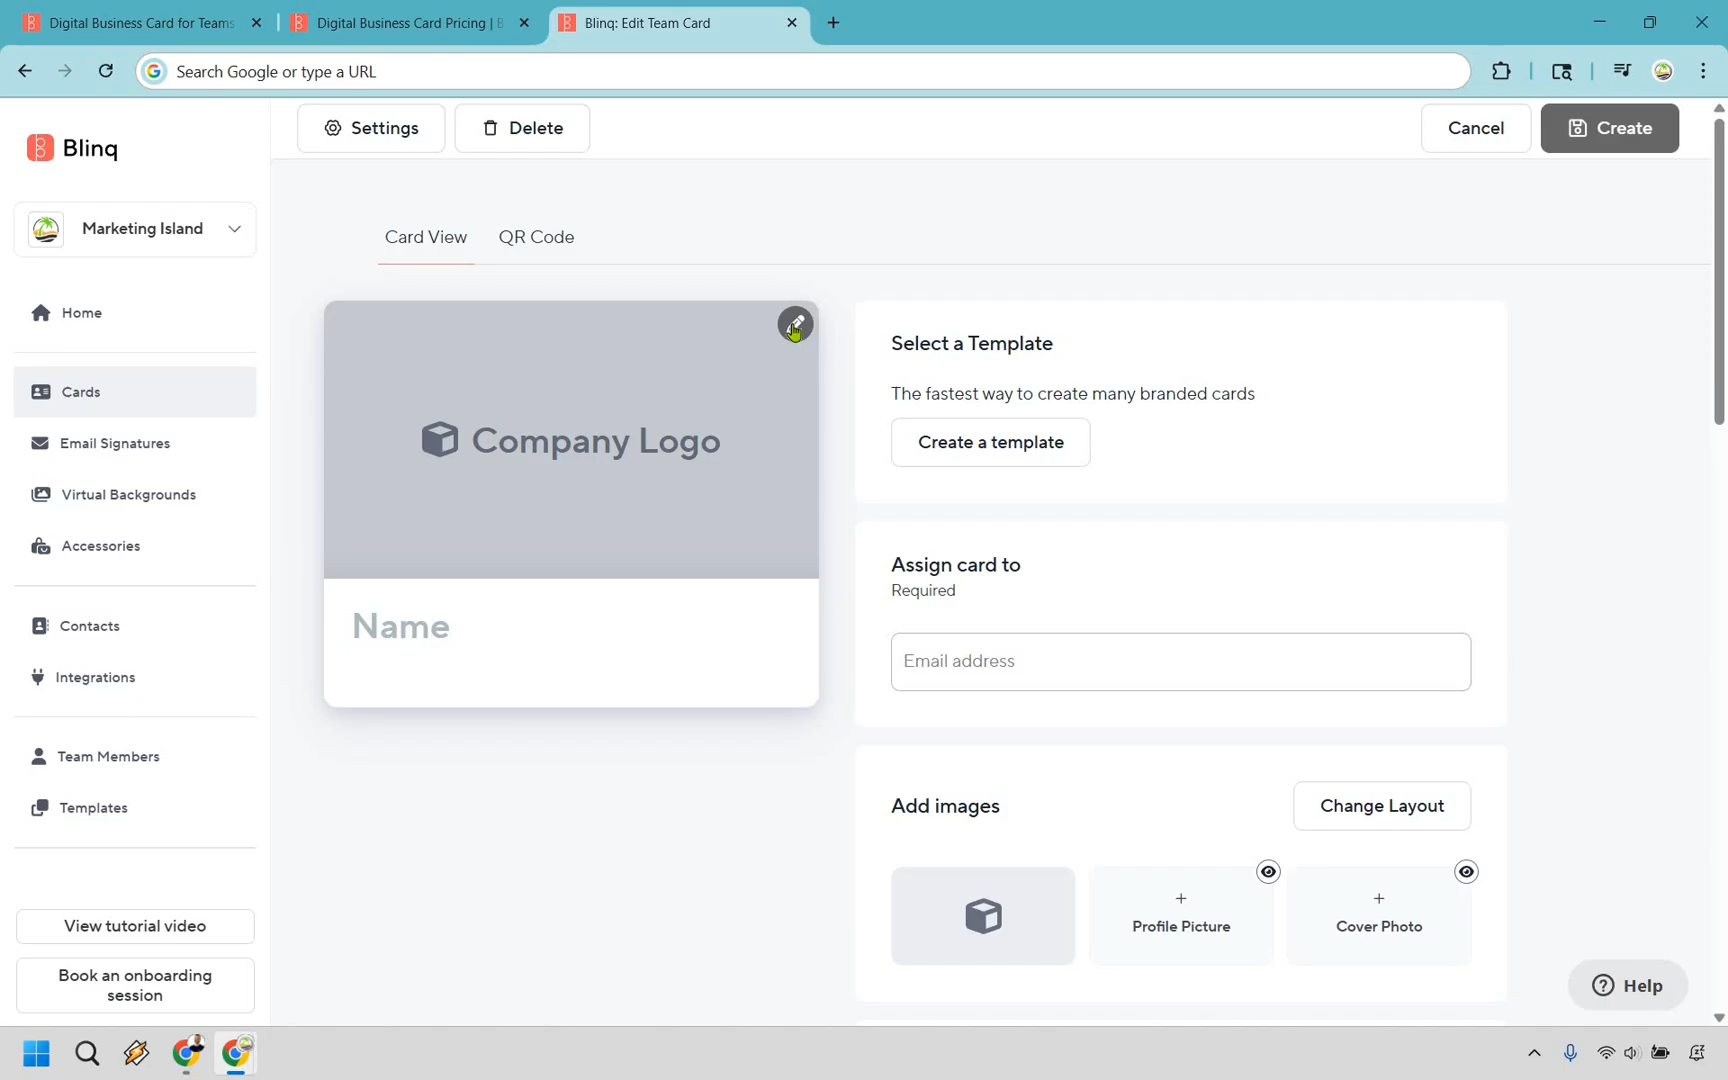 Digital Business Card for Teams
Digital Business Card Pricing | B
Blinq: Edit Team Card
Search Google or type a URL
Blinq
Settings
Delete
Cancel
Create
Marketing Island
Card View
QR Code
Home
Cards
Email Signatures
Virtual Backgrounds
Accessories
Contacts
Integrations
Team Members
Templates
View tutorial video
Book an onboarding
session
Company Logo
Name
Select a Template
The fastest way to create many branded cards
Create a template
Assign card to
Required
Email address
Add images
Change Layout
Profile Picture
Cover Photo
Help